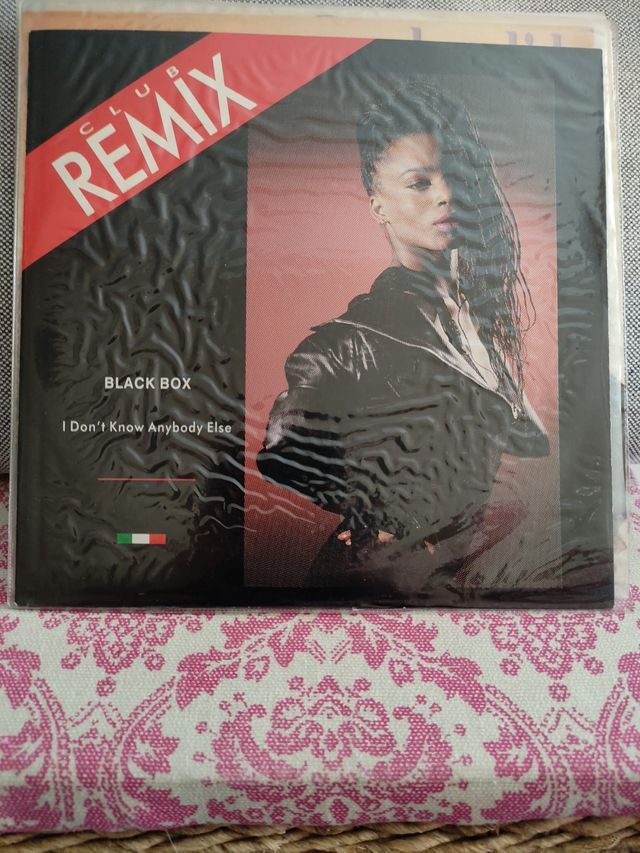 CLUB
REMIX
BLACK BOX
I Don't Know Anybody Else